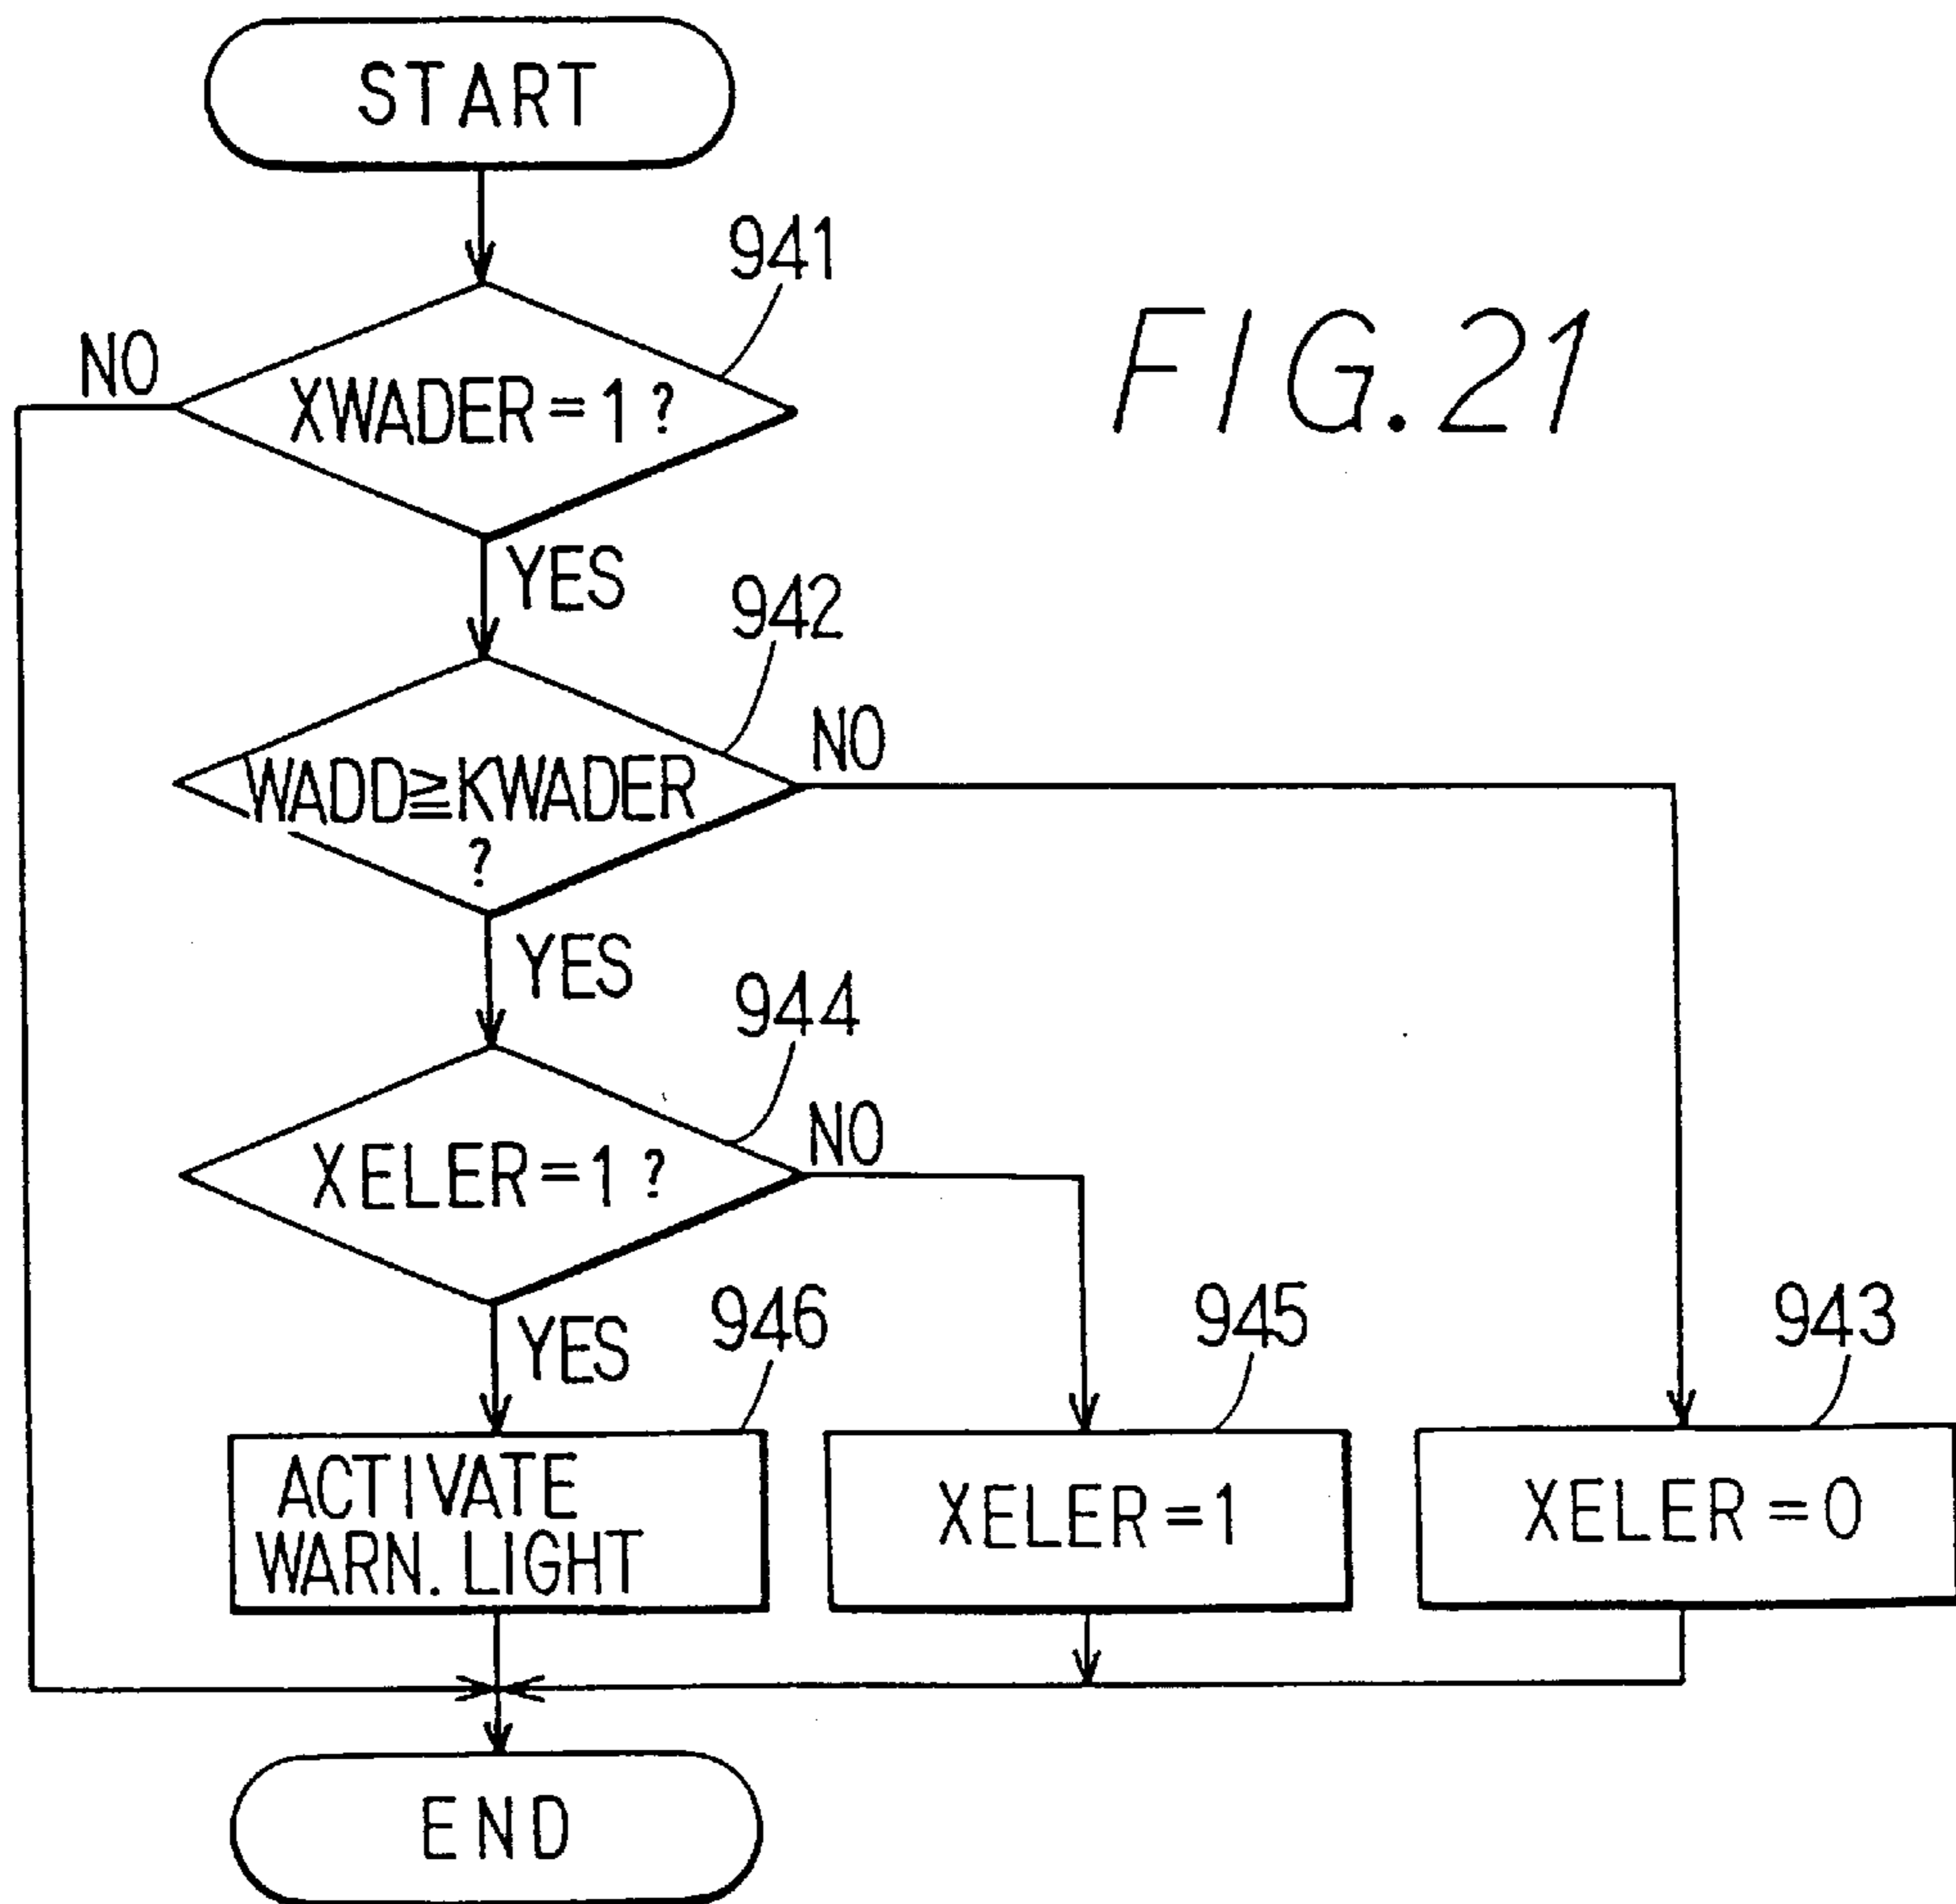 START
941
FIG.21
NO
XWADER=1?
YES
942
NO
WADD≧KWADER
?
YES
944
NO
XELER=1?
YES
946
945
943
ACTIVATE
WARN. LIGHT
XELER=1
XELER=0
END